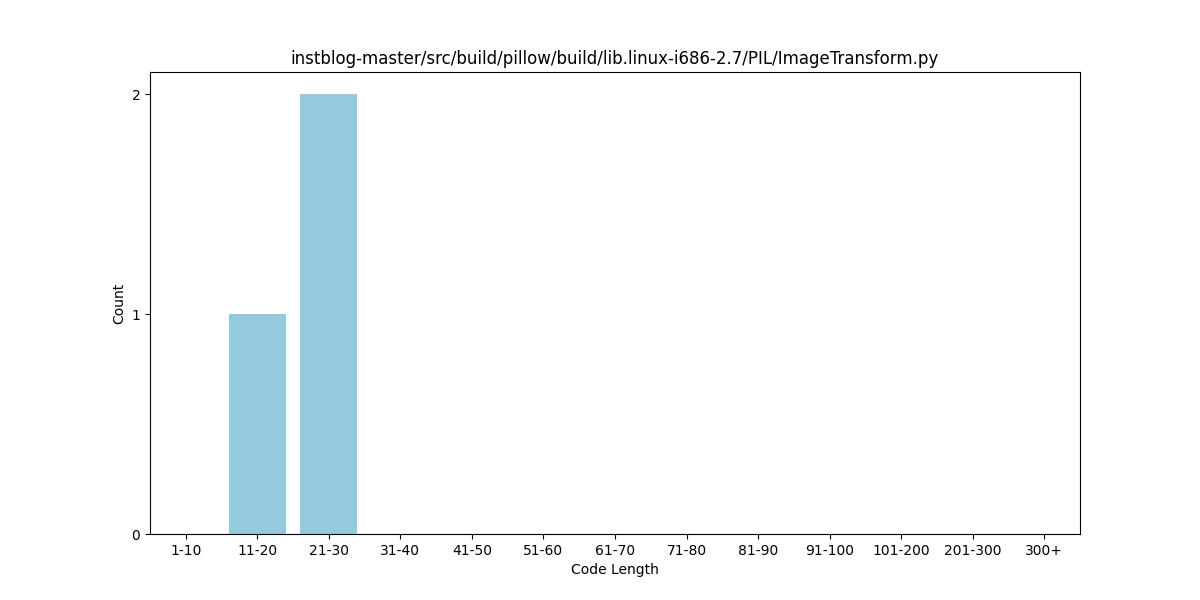 instblog-master/src/build/pillow/build/lib.linux-i686-2.7/PIL/ImageTransform.py
2
1
0
Count
1-10 11-20 21-30 31-40 41-50 51-60 61-70 71-80 81-90 91-100 101-200 201-300 300+
Code Length